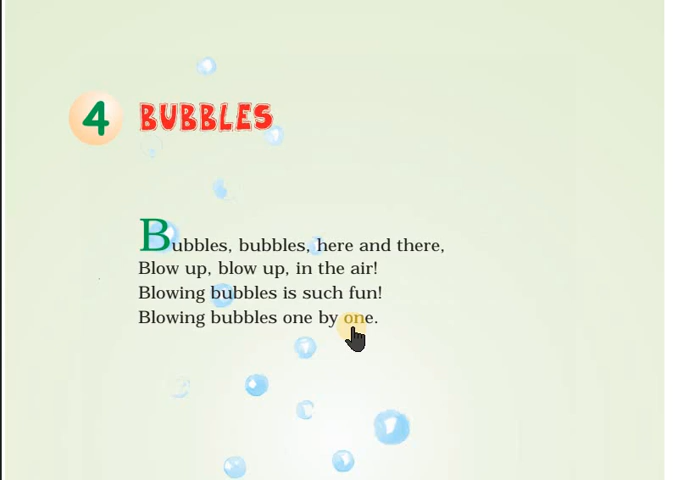 4 BUBBLES
Bubbles, bubbles, here and there,
Blow up, blow up, in the air!
Blowing bubbles is such fun!
Blowing bubbles one by one.